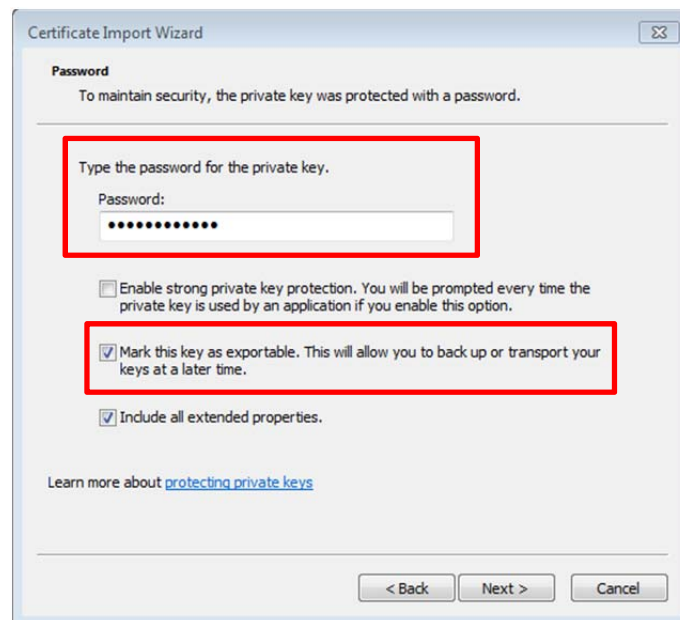 Certificate Import Wizard
Password
To maintain security, the private key was protected with a password.
Type the password for the private key.
Password:
••••••••••••
Enable strong private key protection. You will be prompted every time the
private key is used by an application if you enable this option.
Mark this key as exportable. This will allow you to back up or transport your
keys at a later time.
Include all extended properties.
Learn more about protecting private keys
< Back Next > Cancel